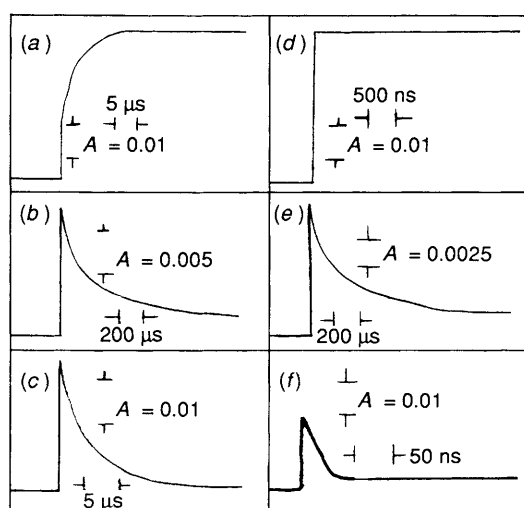 (a)
5 µs
A = 0.01
(d)
500 ns
A = 0.01
(b)
A = 0.005
200 µs
(e)
A = 0.0025
200 µs
(c)
A = 0.01
5 µs
(f)
A = 0.01
50 ns